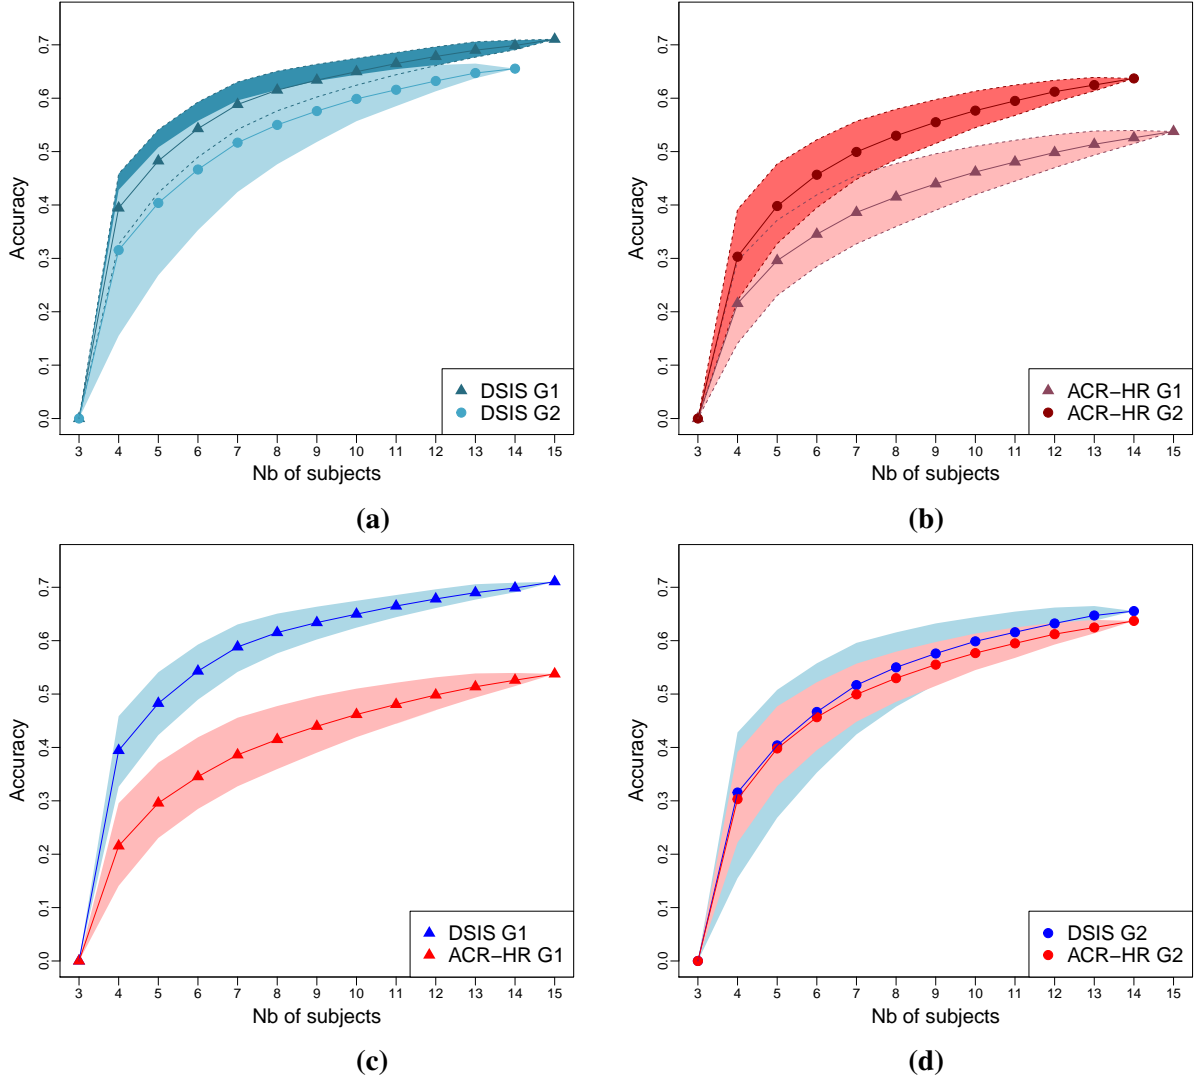 0.7
0.6
0.5
0.4
0.3
0.2
0.1
0.0
Accuracy
DSIS G1
DSIS G2
3 4 5 6 7 8 9 10 11 12 13 14 15
Nb of subjects
(a)
0.7
0.6
0.5
0.4
0.3
0.2
0.1
0.0
Accuracy
ACR−HR G1
ACR−HR G2
3 4 5 6 7 8 9 10 11 12 13 14 15
Nb of subjects
(b)
0.7
0.6
0.5
0.4
0.3
0.2
0.1
0.0
Accuracy
DSIS G1
ACR−HR G1
3 4 5 6 7 8 9 10 11 12 13 14 15
Nb of subjects
(c)
0.7
0.6
0.5
0.4
0.3
0.2
0.1
0.0
Accuracy
DSIS G2
ACR−HR G2
3 4 5 6 7 8 9 10 11 12 13 14 15
Nb of subjects
(d)